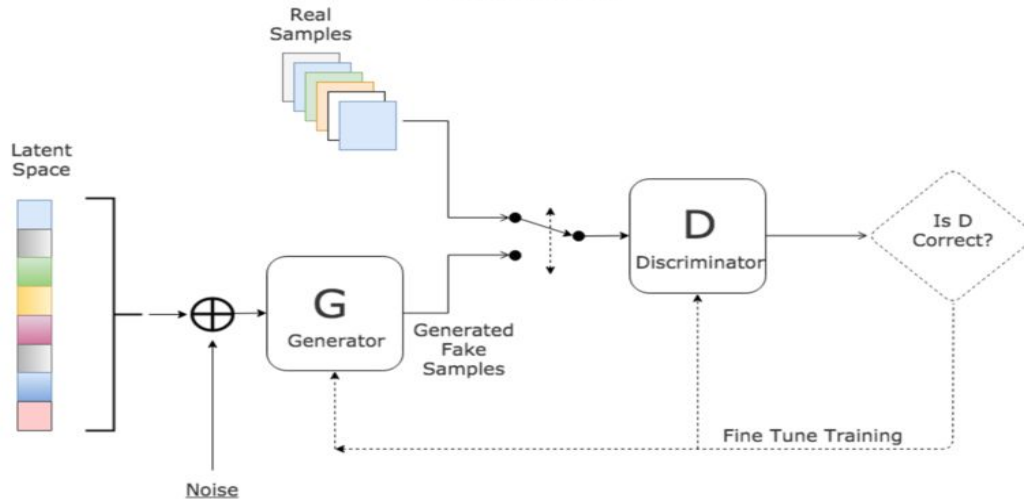 Real
Samples
Latent
Space
D
Discriminator
Is D
Correct?
G
Generator
Generated
Fake
Samples
Fine Tune Training
Noise